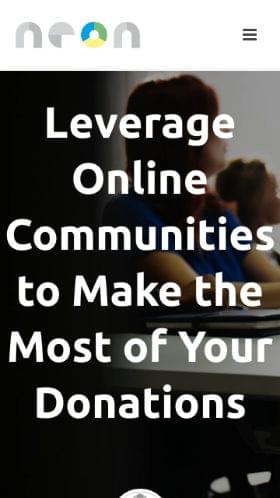 neon
Leverage
Online
Communities
to Make the
Most of Your
Donations